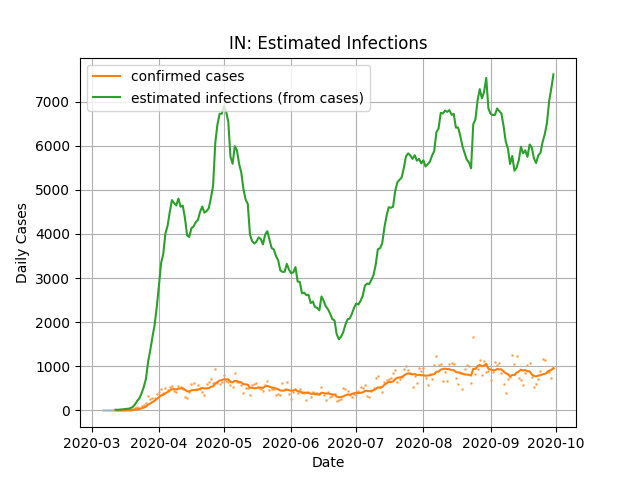 IN: Estimated Infections
confirmed cases
estimated infections (from cases)
Daily Cases
7000
6000
5000
4000
3000
2000
1000
0
2020-03 2020-04 2020-05 2020-06 2020-07 2020-08 2020-09 2020-10
Date